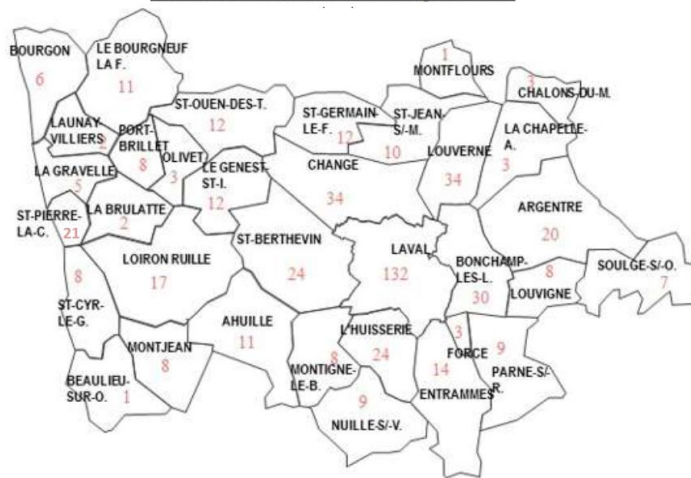 BOURGON
6
LE BOURGNEUF
LA F.
11
ST-OUEN-DES-T.
12
1
MONTFLOURS
3
CHALONS-DU-M.
ST-GERMAIN-
LE-F.
12
ST-JEAN-
S/-M.
10
LAUNAY-
VILLIERS
2
PORT-
BRILLET
8
OLIVET
3
LE GENEST-
ST-I.
12
CHANGE
34
LOUVERNE
34
LA CHAPELLE-
A.
3
LA GRAVELLE
5
ST-PIERRE-
LA-C.
21
LA BRULATTE
2
ARGENTRE
20
LOIRON RUILLE
17
ST-BERTHEVIN
24
LAVAL
132
BONCHAMP-
LES-L.
30
8
LOUVIGNE
SOULGE-S/-O.
7
8
ST-CYR-
LE-G.
MONTJEAN
8
BEAULIEU-
SUR-O.
1
AHUILLE
11
8
MONTIGNE-
LE-B.
L'HUISSERIE
24
3
FORCE
14
ENTRAMMES
9
PARNE-S/-
R.
9
NUILLE-S/-V.